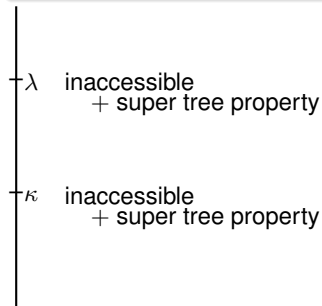 λ inaccessible
+ super tree property
κ inaccessible
+ super tree property